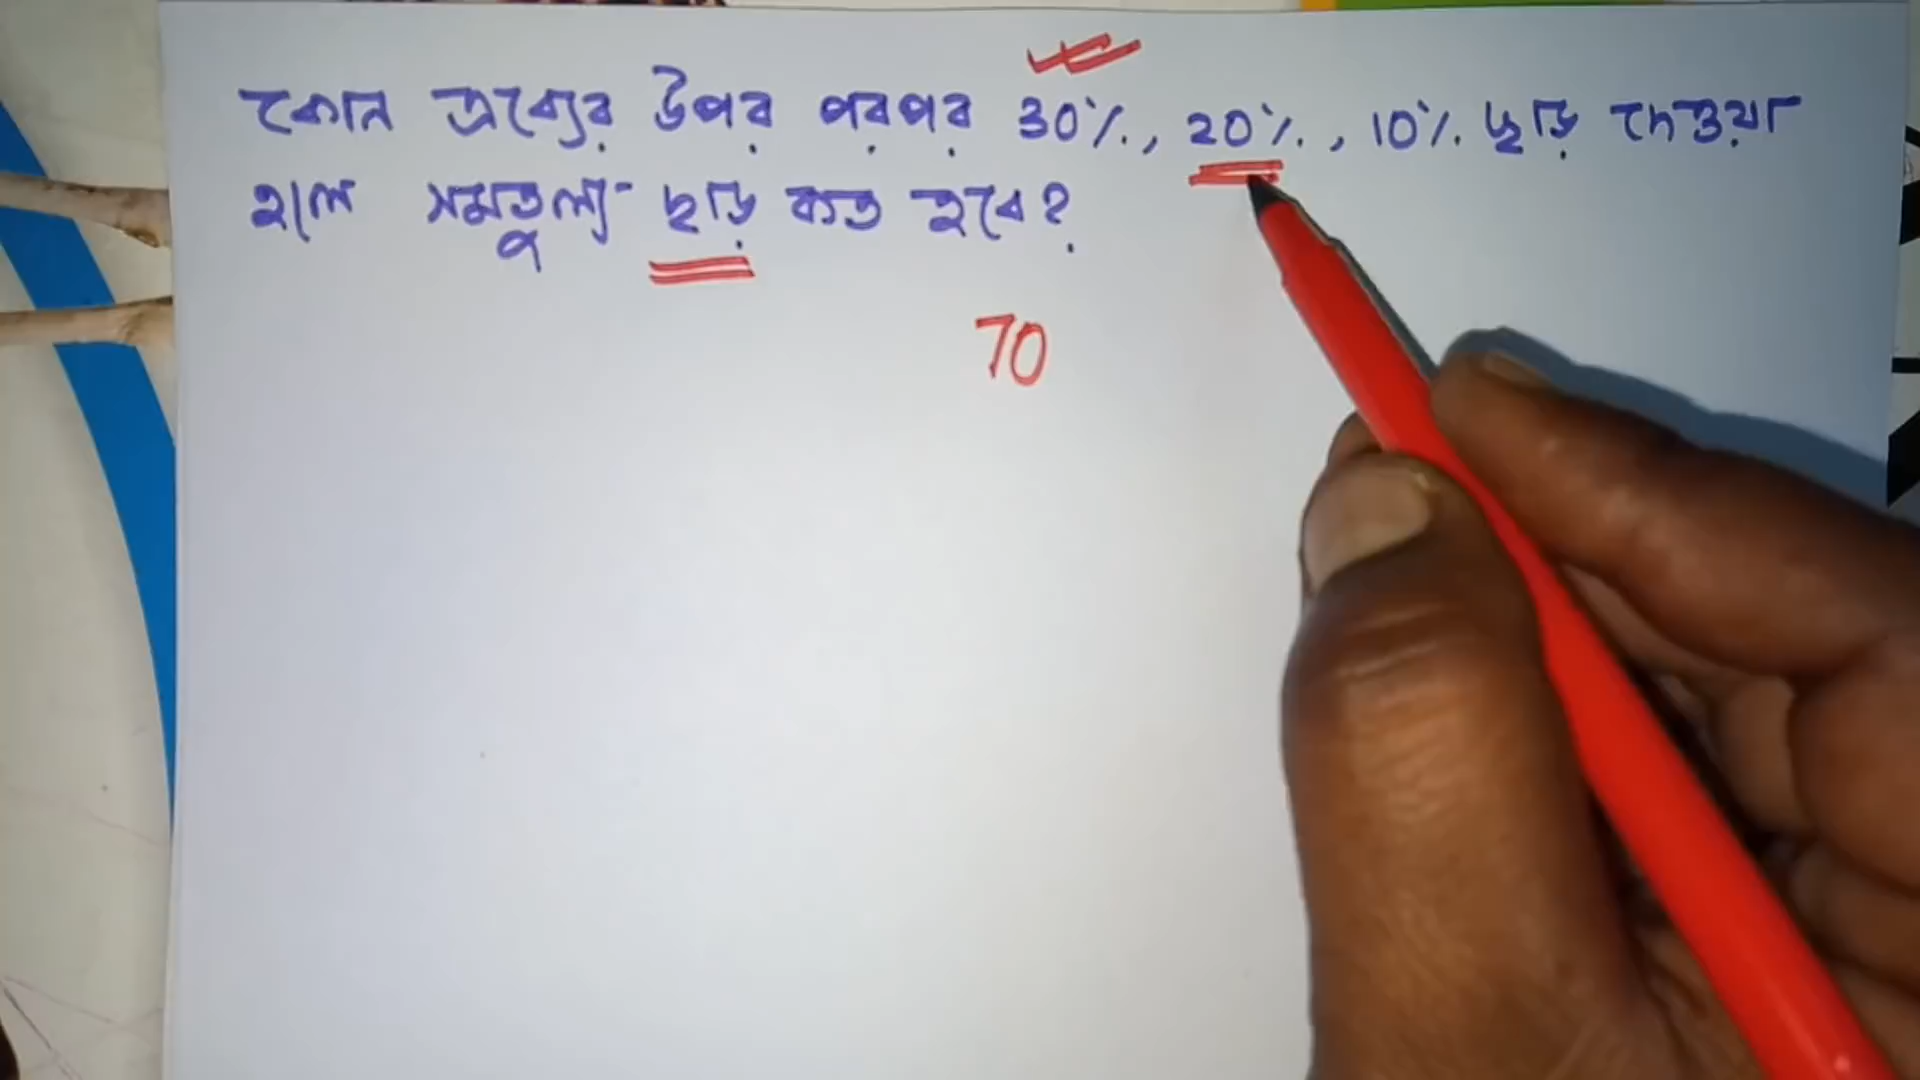 কোন দ্রব্যের উপর পরপর 30%, 20%, 10% ছাড় দেওয়া
হলে সমতুল্য ছাড় কত হবে?
70